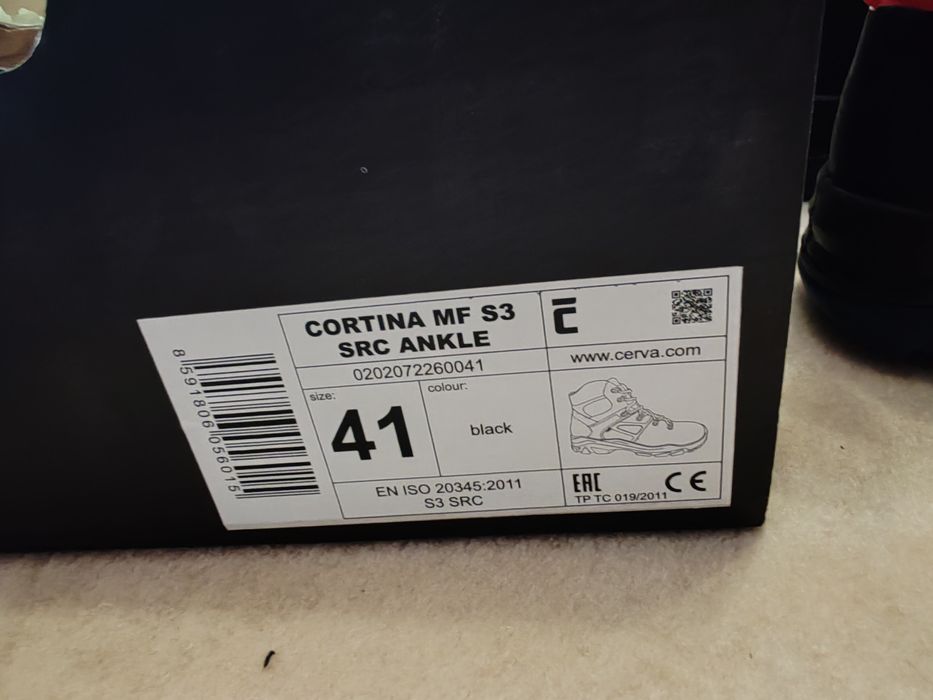 8591806056015
CORTINA MF S3
SRC ANKLE
0202072260041
size:
41
colour:
black
EN ISO 20345:2011
S3 SRC
www.cerva.com
EAC
CE
TP TC 019/2011